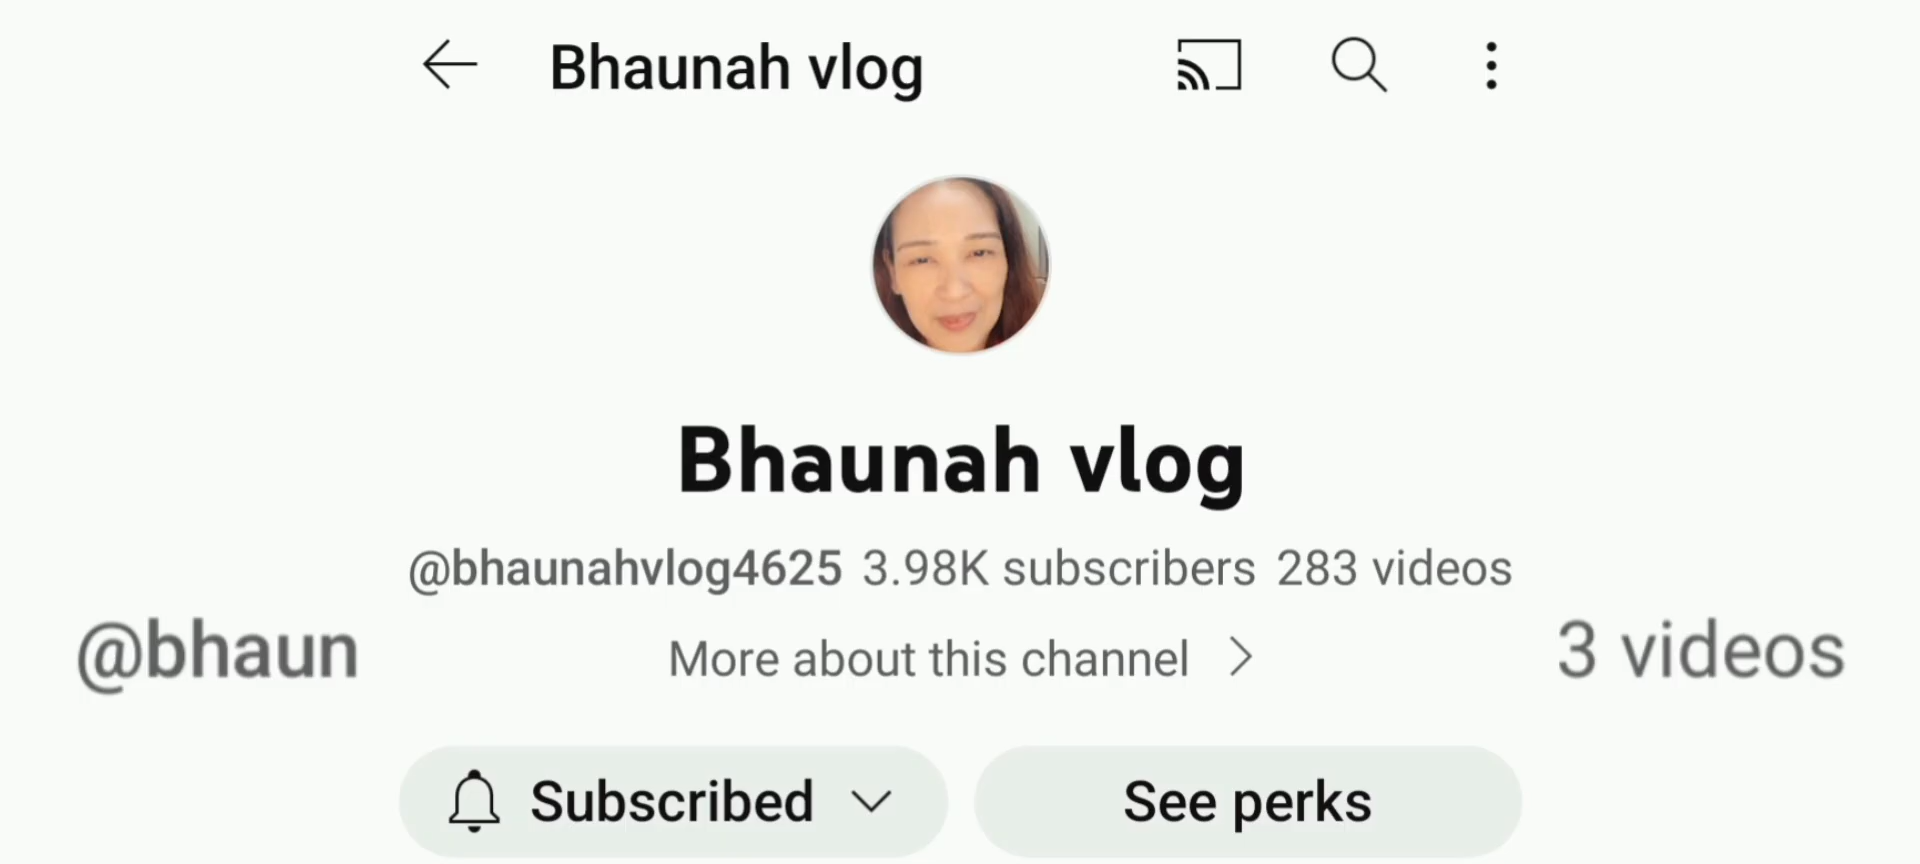 Bhaunah vlog
Bhaunah vlog
@bhaunahvlog4625 3.98K subscribers 283 videos
@bhaun
More about this channel
3 videos
Subscribed
See perks